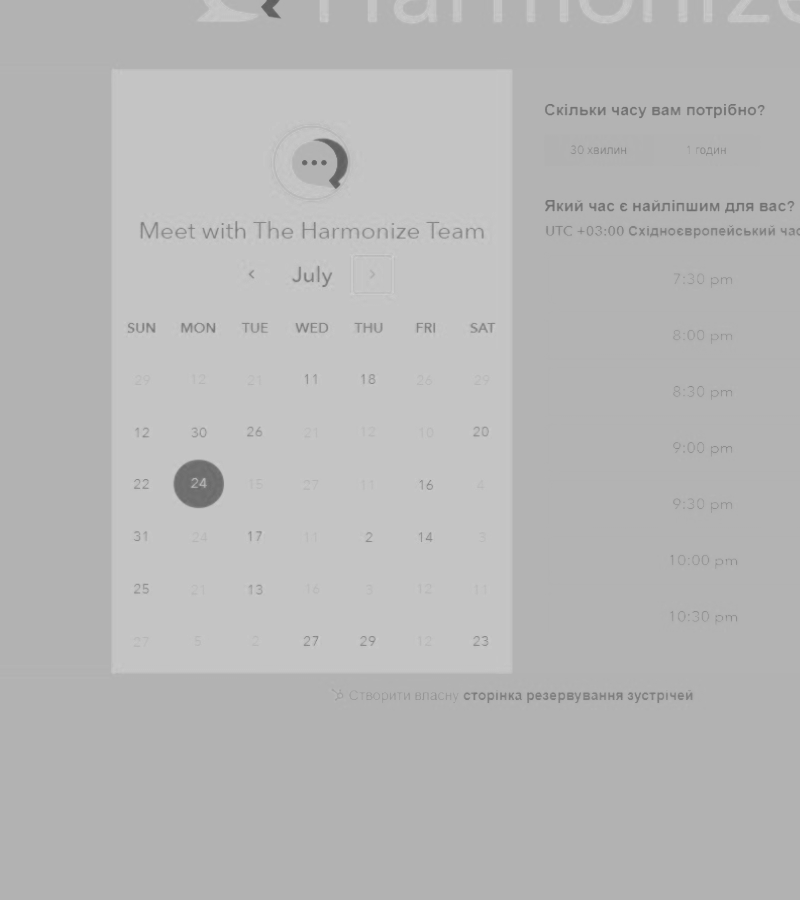 Harmonize
Meet with The Harmonize Team
‹ July ›
SUN MON TUE WED THU FRI SAT
29 12 21 11 18 26 29
12 30 26 21 12 10 20
22 24 15 27 11 16 4
31 24 17 11 2 14 3
25 21 13 16 3 12 11
27 5 2 27 29 12 23
Скільки часу вам потрібно?
30 хвилин 1 годин
Який час є найліпшим для вас?
UTC +03:00 Східноєвропейський час
7:30 pm
8:00 pm
8:30 pm
9:00 pm
9:30 pm
10:00 pm
10:30 pm
Створити власну сторінка резервування зустрічей